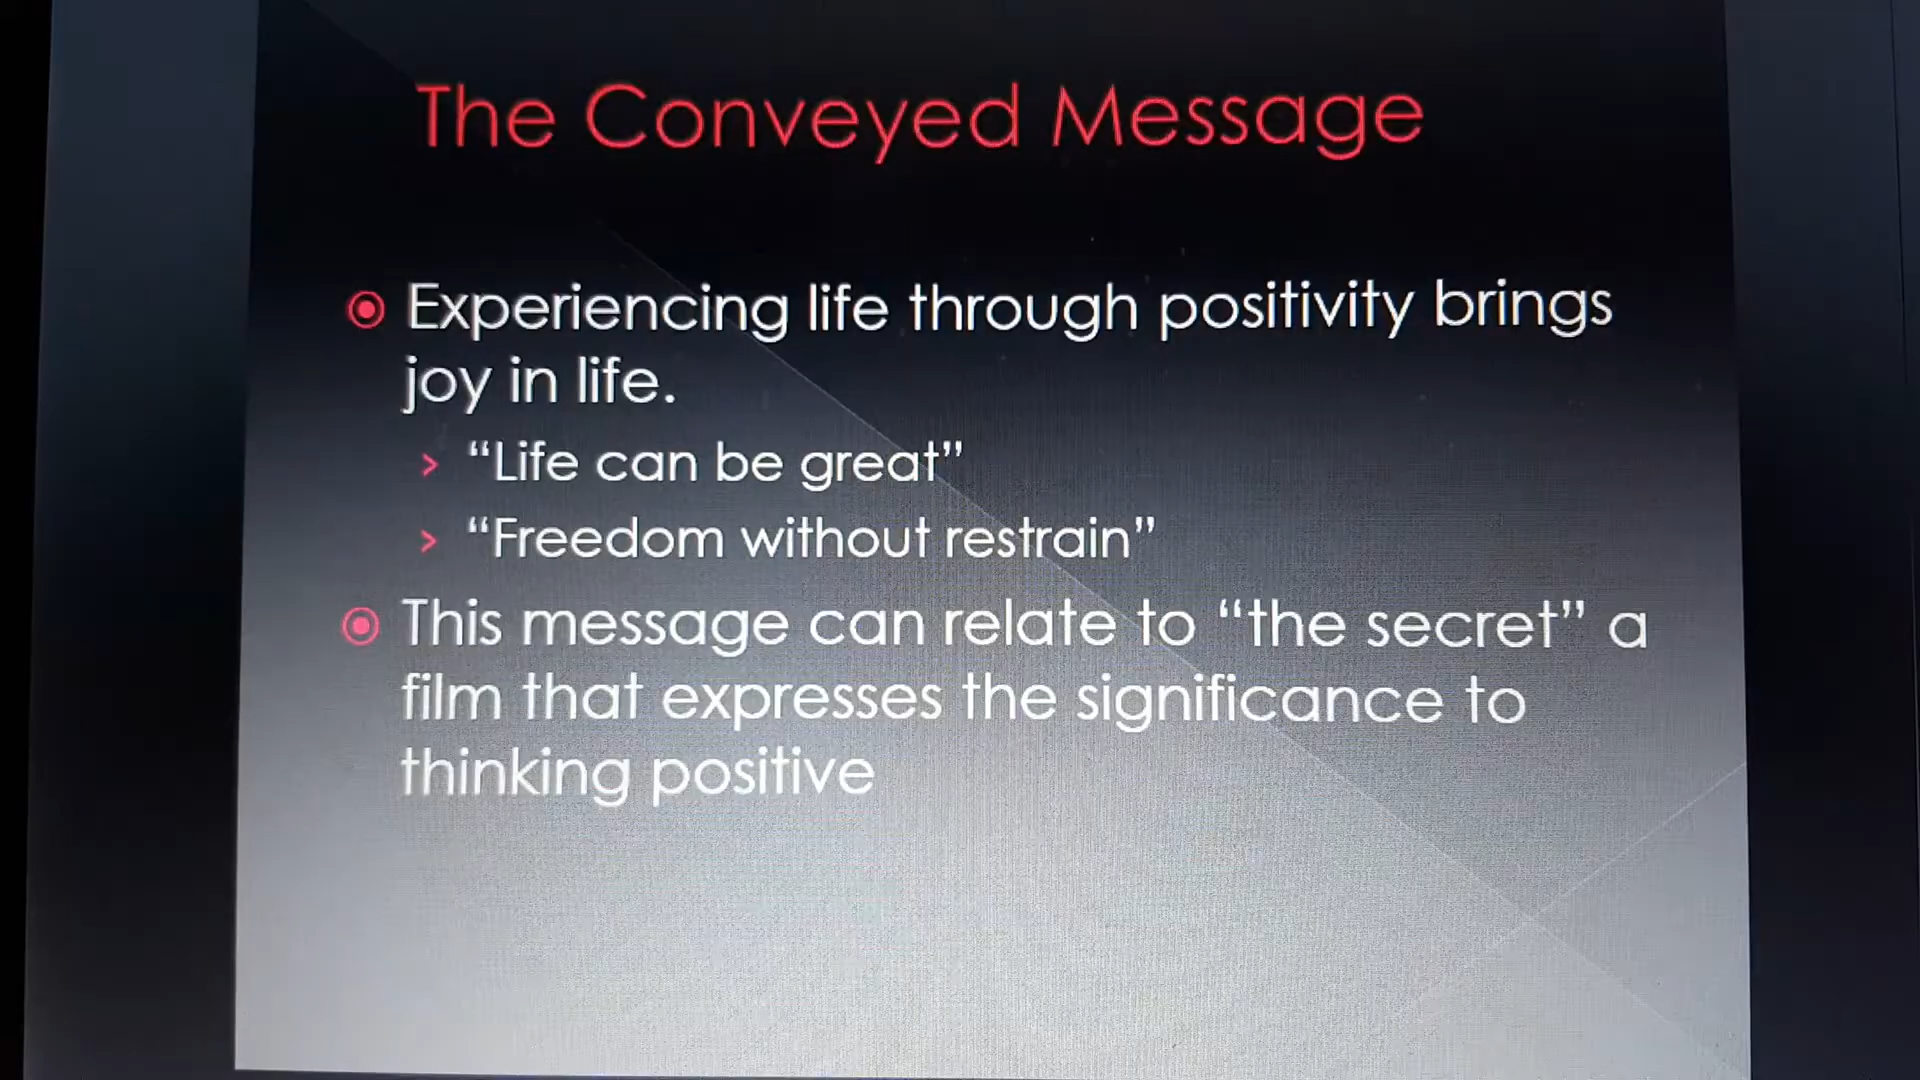 The Conveyed Message
Experiencing life through positivity brings
joy in life.
“Life can be great”
“Freedom without restrain”
This message can relate to “the secret” a
film that expresses the significance to
thinking positive